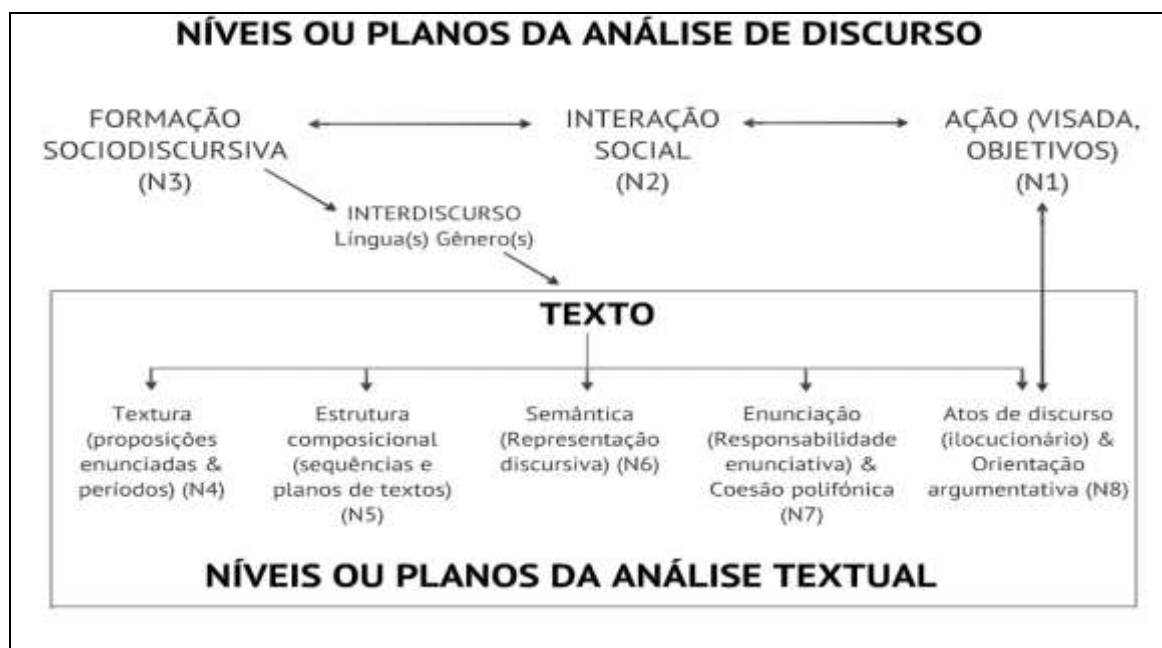 NÍVEIS OU PLANOS DA ANÁLISE DE DISCURSO
FORMAÇÃO
SOCIODISCURSIVA
(N3)
INTERAÇÃO
SOCIAL
(N2)
AÇÃO (VISADA,
OBJETIVOS)
(N1)
INTERDISCURSO
Língua(s) Gênero(s)
TEXTO
Textura
(proposições
enunciadas &
períodos) (N4)
Estrutura
composicional
(sequências e
planos de textos)
(N5)
Semântica
(Representação
discursiva) (N6)
Enunciação
(Responsabilidade
enunciativa) &
Coesão polifónica
(N7)
Atos de discurso
(ilocucionário) &
Orientação
argumentativa (N8)
NÍVEIS OU PLANOS DA ANÁLISE TEXTUAL